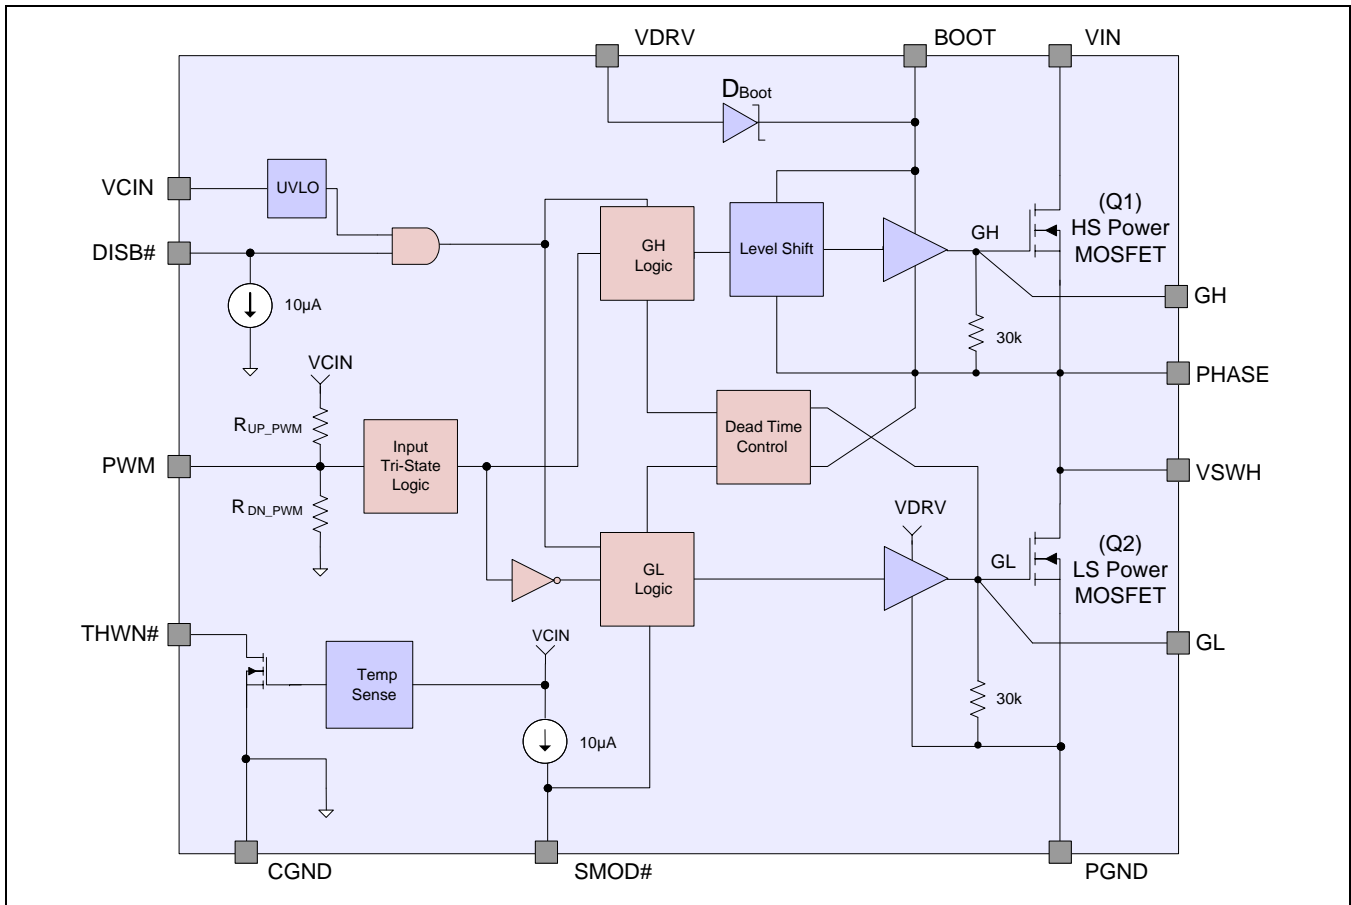 VDRV
BOOT
VIN
DBoot
VCIN
UVLO
(Q1)
HS Power
MOSFET
DISB#
GH
Logic
Level Shift
GH
10µA
GH
30k
VCIN
PHASE
RUP_PWM
Dead Time
Control
Input
Tri-State
Logic
PWM
VSWH
RDN_PWM
VDRV
(Q2)
LS Power
MOSFET
GL
GL
Logic
THWN#
VCIN
GL
Temp
Sense
30k
10µA
CGND
SMOD#
PGND